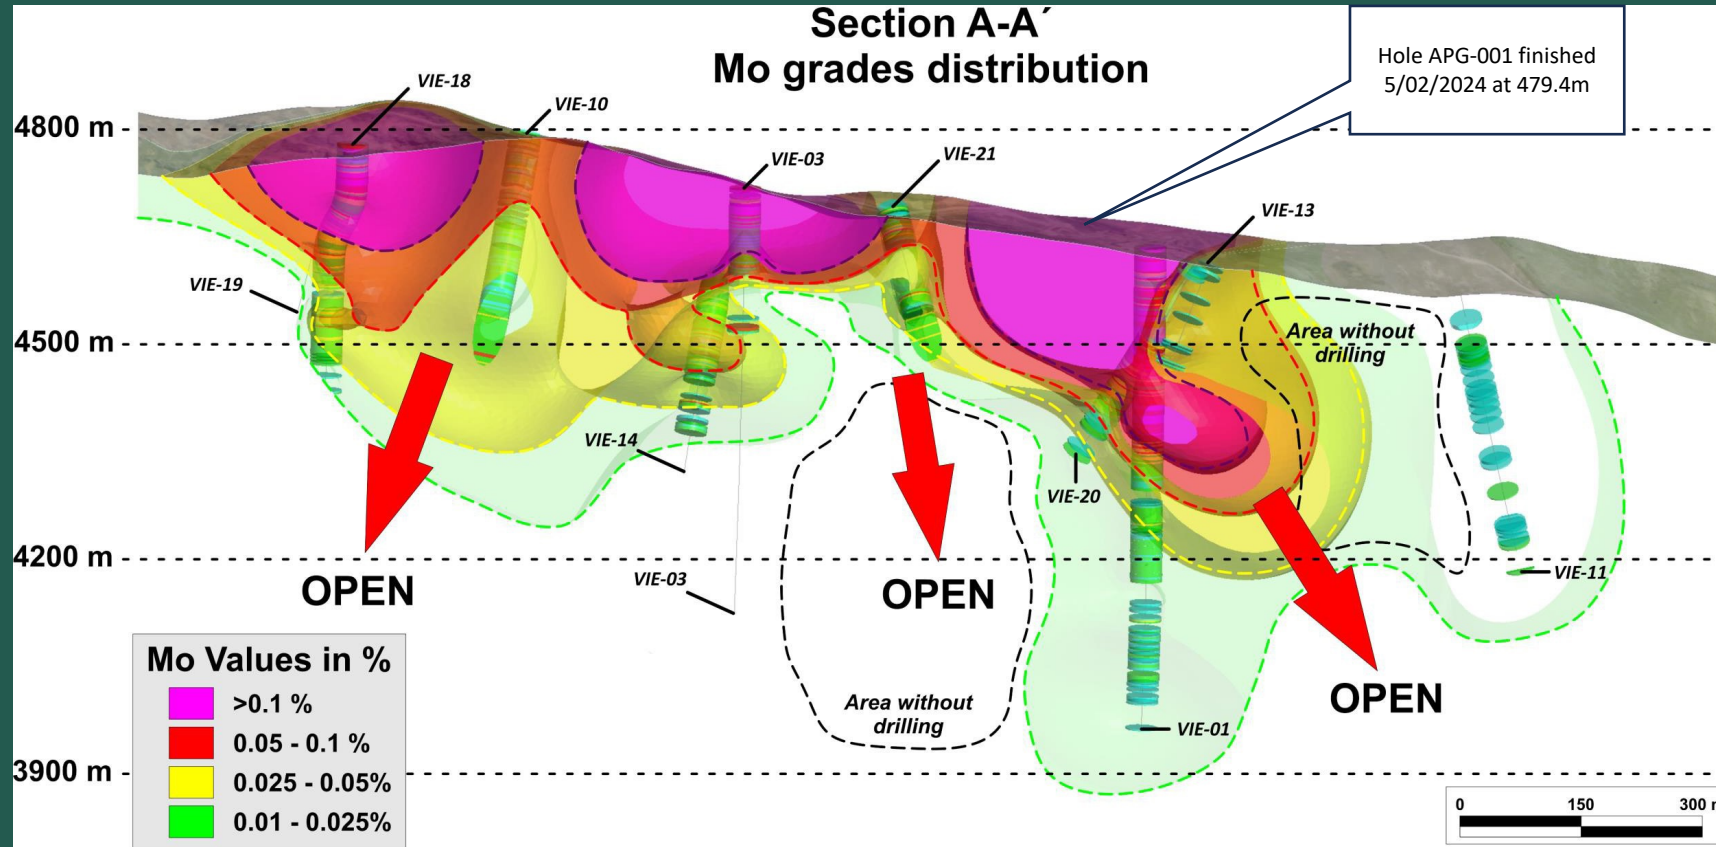 Section A-A´
Mo grades distribution
Hole APG-001 finished
5/02/2024 at 479.4m
VIE-18
VIE-10
4800 m
VIE-03
VIE-21
VIE-13
VIE-19
4500 m
Area without
drilling
VIE-14
VIE-20
4200 m
VIE-03
VIE-11
OPEN
OPEN
OPEN
Area without
drilling
VIE-01
3900 m
Mo Values in %
>0.1 %
0.05 - 0.1 %
0.025 - 0.05%
0.01 - 0.025%
0 150 300 m